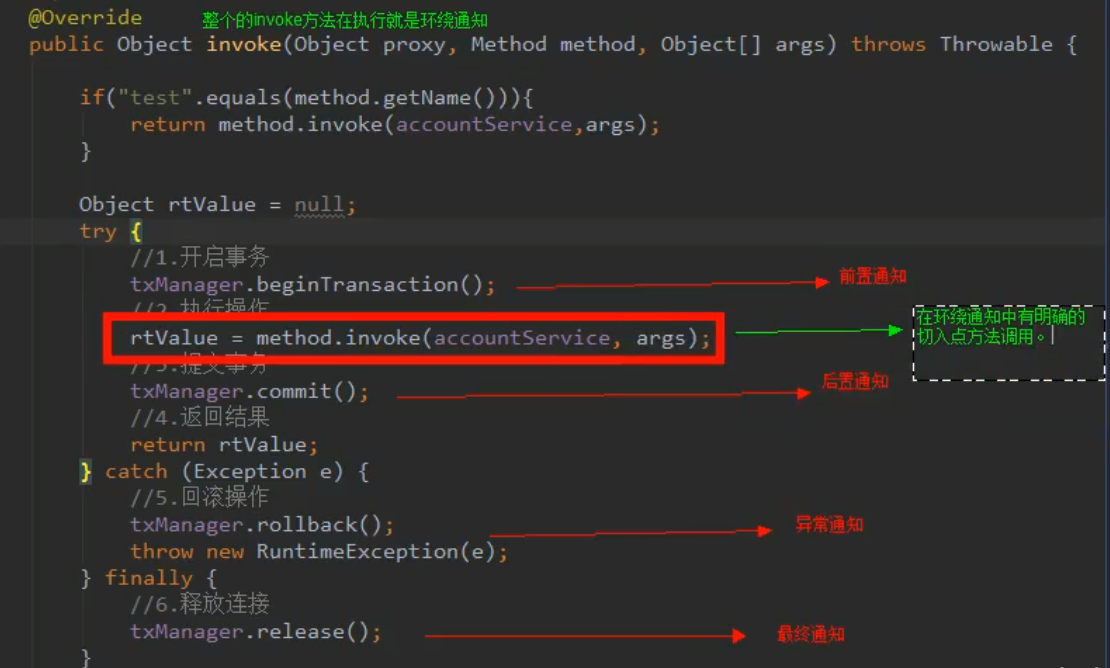 @Override 整个的invoke方法在执行就是环绕通知
public Object invoke(Object proxy, Method method, Object[] args) throws Throwable {
if("test".equals(method.getName())){
return method.invoke(accountService,args);
}
Object rtValue = null;
try {
//1.开启事务
txManager.beginTransaction(); 前置通知
//2.执行操作
rtValue = method.invoke(accountService, args); 在环绕通知中有明确的
切入点方法调用。
//3.提交事务
txManager.commit(); 后置通知
//4.返回结果
return rtValue;
} catch (Exception e) {
//5.回滚操作
txManager.rollback(); 异常通知
throw new RuntimeException(e);
} finally {
//6.释放连接
txManager.release(); 最终通知
}